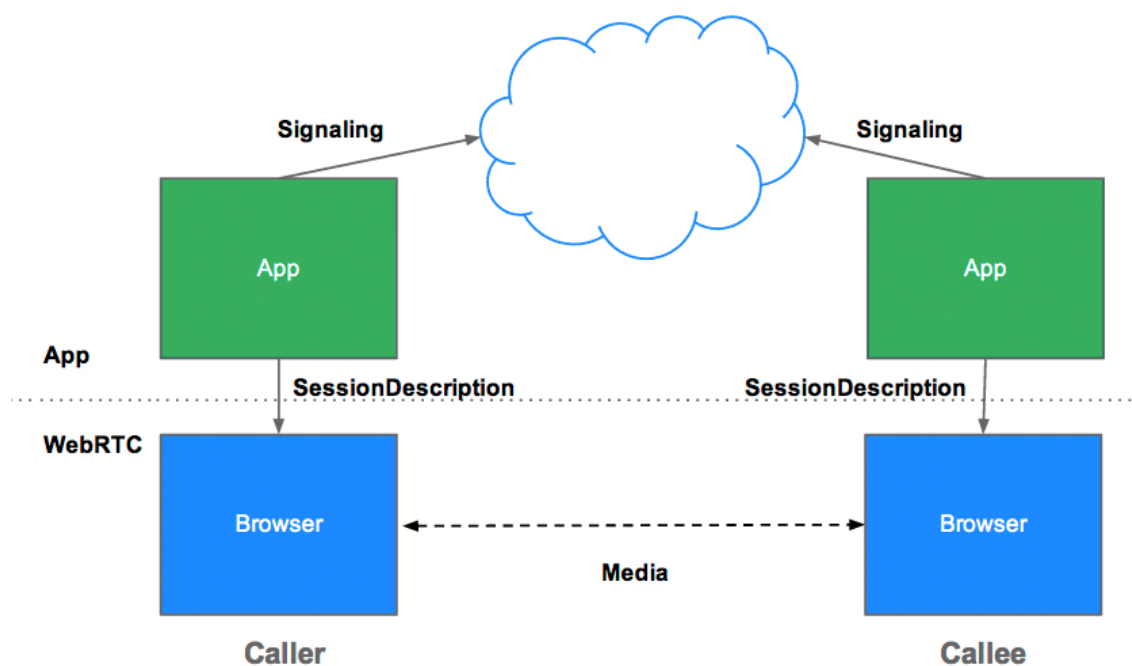 Signaling
Signaling
App
App
App
SessionDescription
SessionDescription
WebRTC
Browser
Browser
Media
Caller
Callee